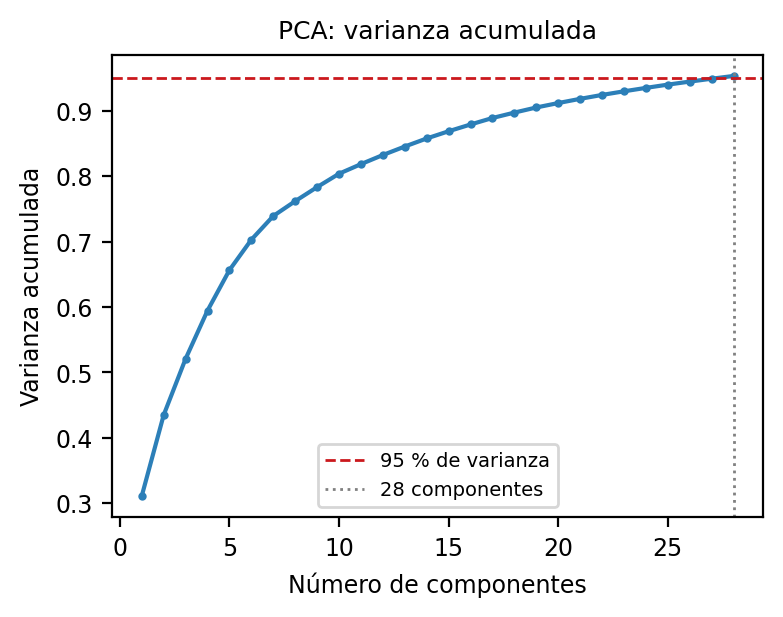 PCA: varianza acumulada
Varianza acumulada
0.9
0.8
0.7
0.6
0.5
0.4
0.3
95 % de varianza
28 componentes
0 5 10 15 20 25
Número de componentes